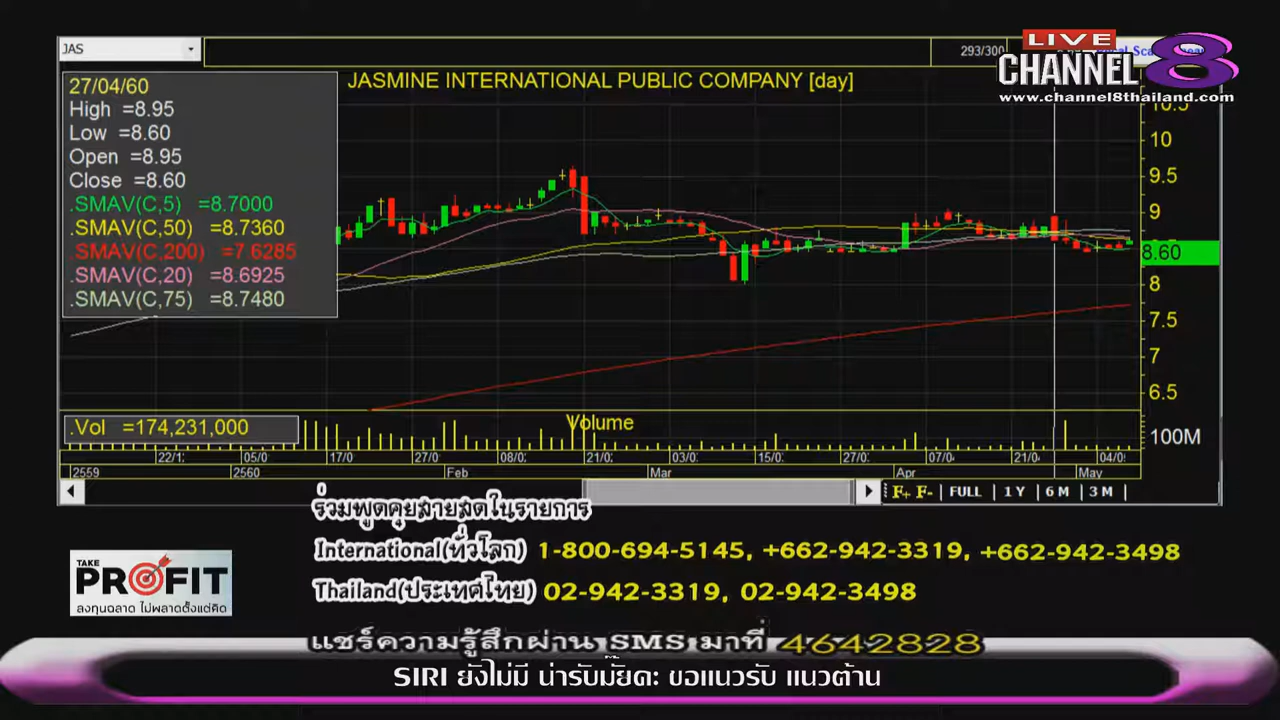 JAS
293/300
LIVE
CHANNEL 8
www.channel8thailand.com
JASMINE INTERNATIONAL PUBLIC COMPANY [day]
27/04/60
High =8.95
Low =8.60
Open =8.95
Close =8.60
.SMAV(C,5) =8.7000
.SMAV(C,50) =8.7360
.SMAV(C,200) =7.6285
.SMAV(C,20) =8.6925
.SMAV(C,75) =8.7480
10.5
10
9.5
9
8.60
8
7.5
7
6.5
.Vol =174,231,000
Volume
100M
22/1: 05/0 17/0 27/0 08/0: 21/0: 03/0: 15/0: 27/0: 07/0 21/0 04/0
2559 2560 Feb Mar Apr May
F+ F- FULL 1 Y 6 M 3 M
ร่วมพูดคุยสายสดในรายการ
International(ทั่วโลก) 1-800-694-5145, +662-942-3319, +662-942-3498
Thailand(ประเทศไทย) 02-942-3319, 02-942-3498
TAKE
PROFIT
ลงทุนฉลาด ไม่พลาดตั้งแต่คิด
แชร์ความรู้สึกผ่าน SMS มาที่ 4642828
SIRI ยังไม่มี น่ารับมั๊ยคะ ขอแนวรับ แนวต้าน